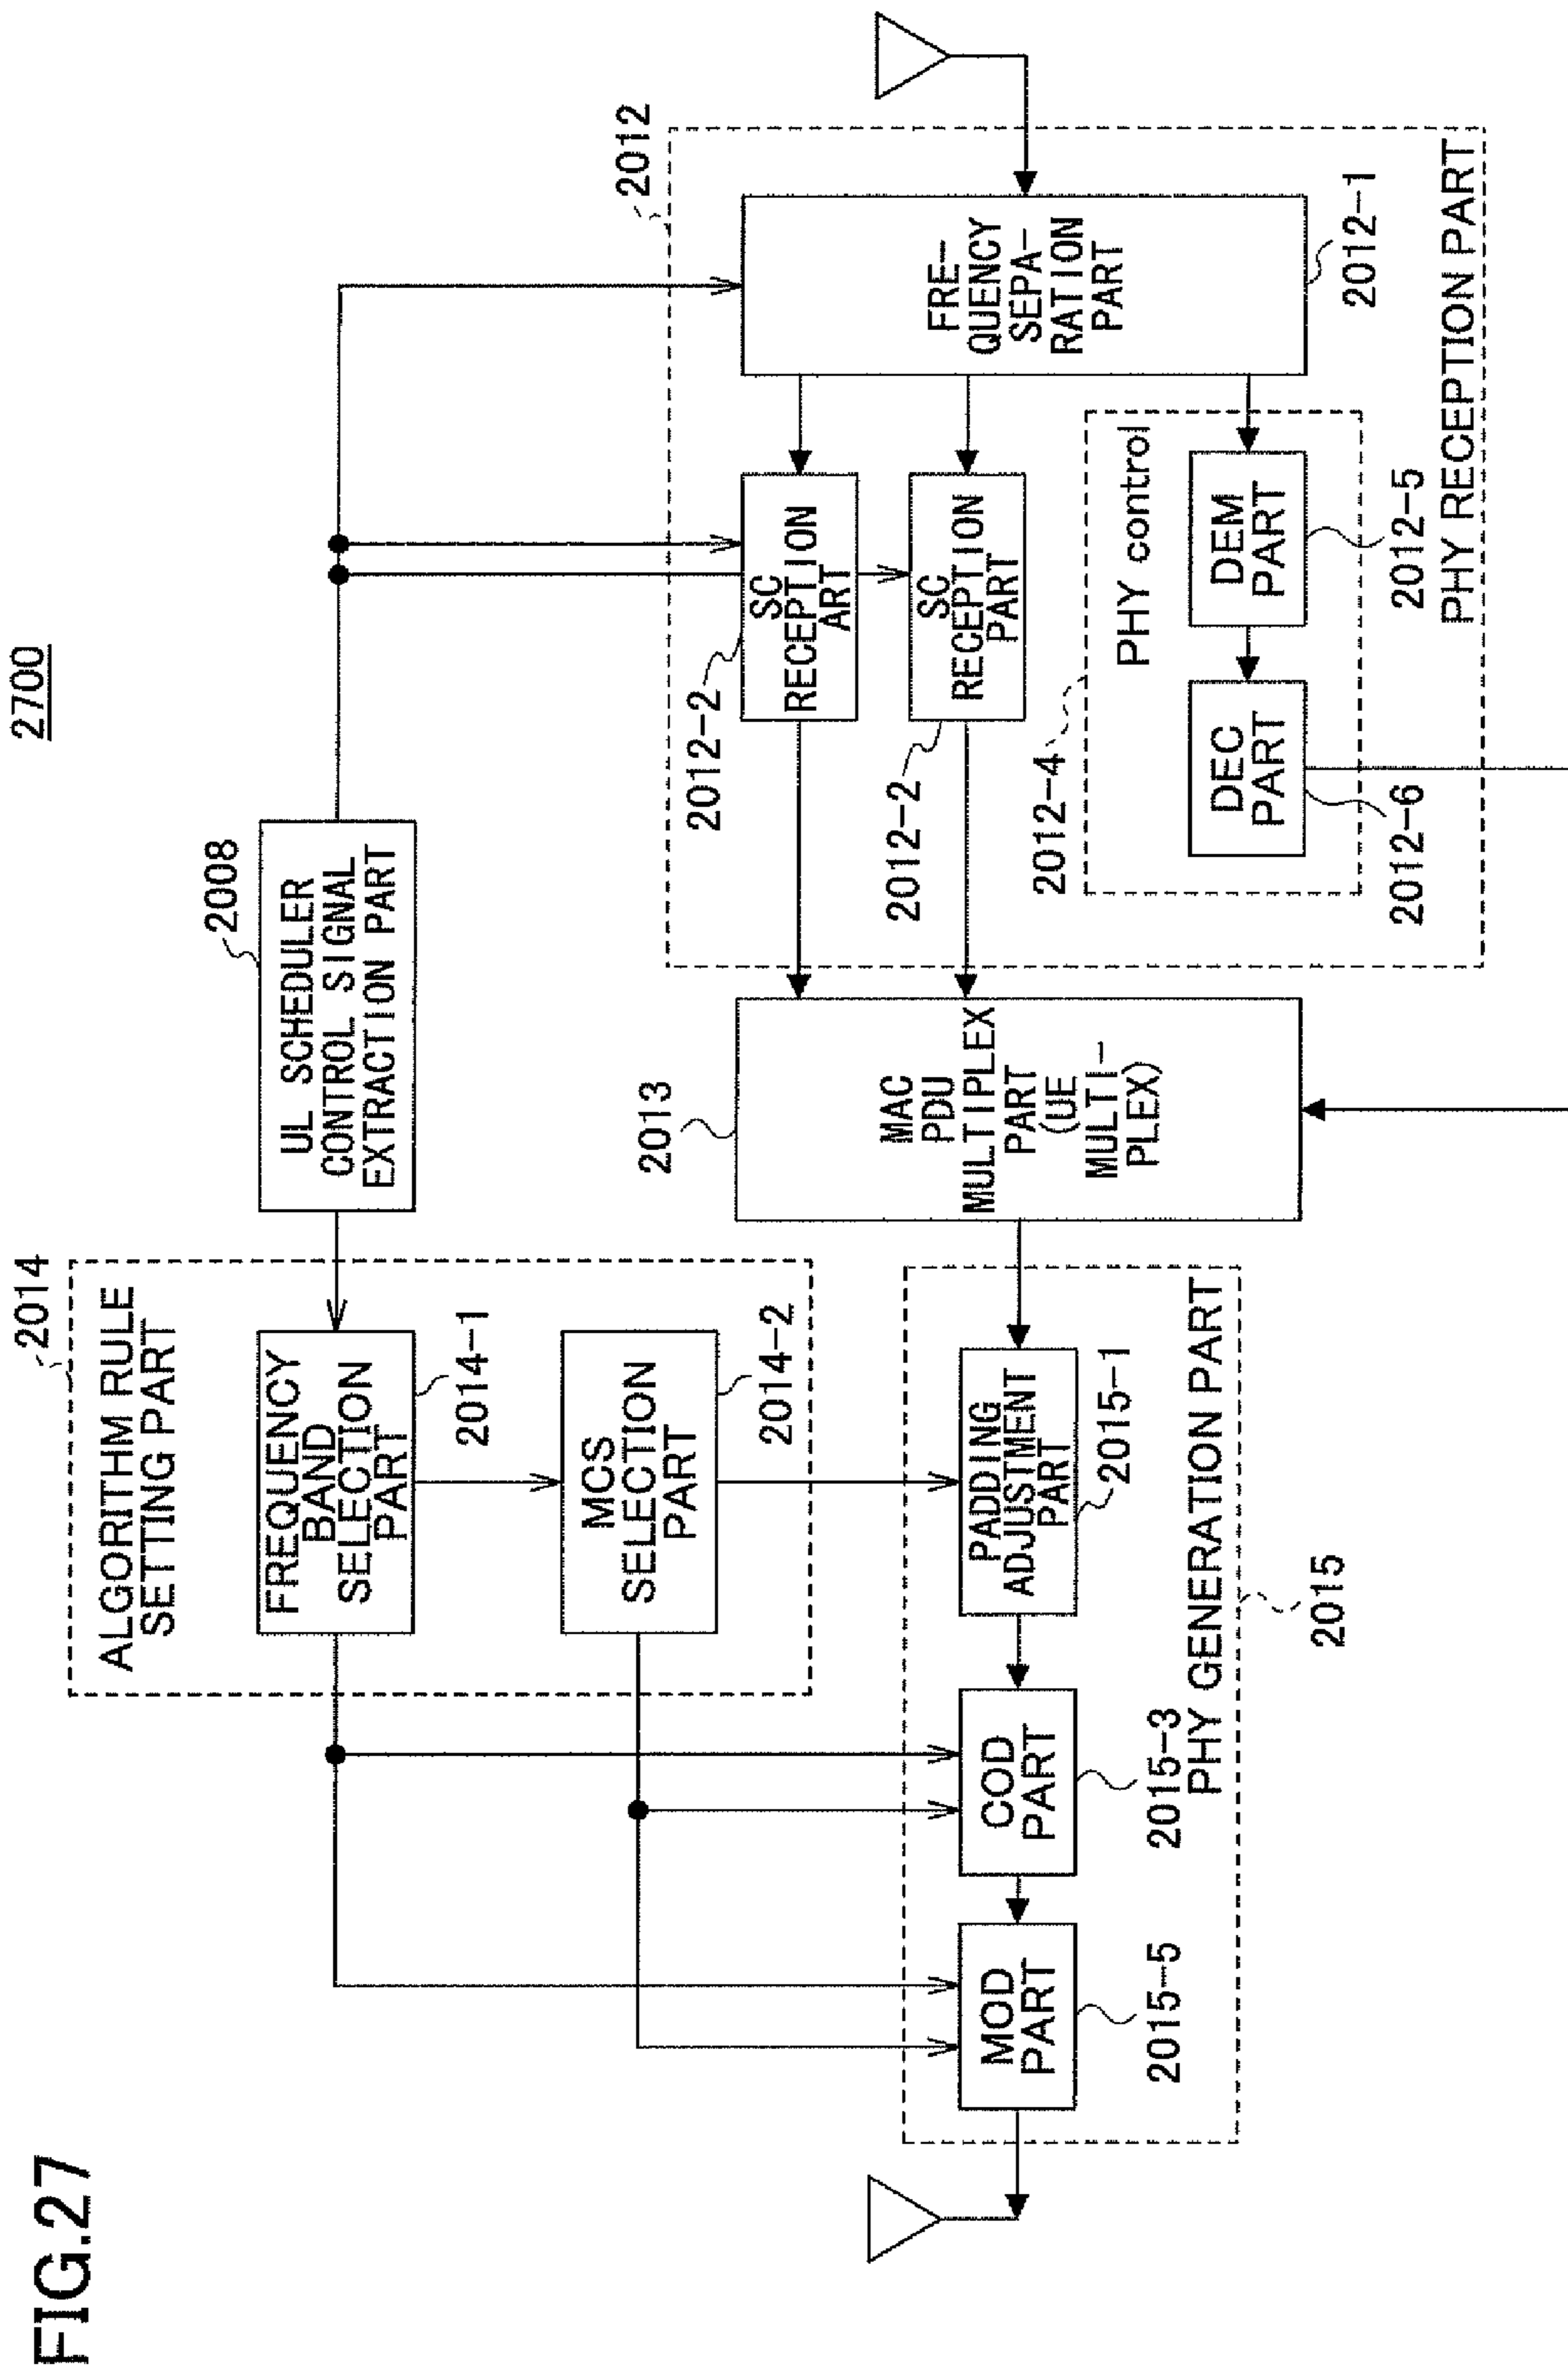 FIG.27
2700
2014
ALGORITHM RULE
SETTING PART
FREQUENCY
BAND
SELECTION
PART
2014-1
MCS
SELECTION
PART
2014-2
2008
UL SCHEDULER
CONTROL SIGNAL
EXTRACTION PART
MOD
PART
2015-5
COD
PART
2015-3
PADDING
ADJUSTMENT
PART
2015-1
PHY GENERATION PART
2015
2013
MAC
PDU
MULTIPLEX
PART
(UE
MULTI-
PLEX)
2012
2012-2
SC
RECEPTION
ART
2012-2
SC
RECEPTION
PART
FRE-
QUENCY
SEPA-
RATION
PART
2012-1
2012-4
PHY control
DEC
PART
2012-6
DEM
PART
2012-5
PHY RECEPTION PART